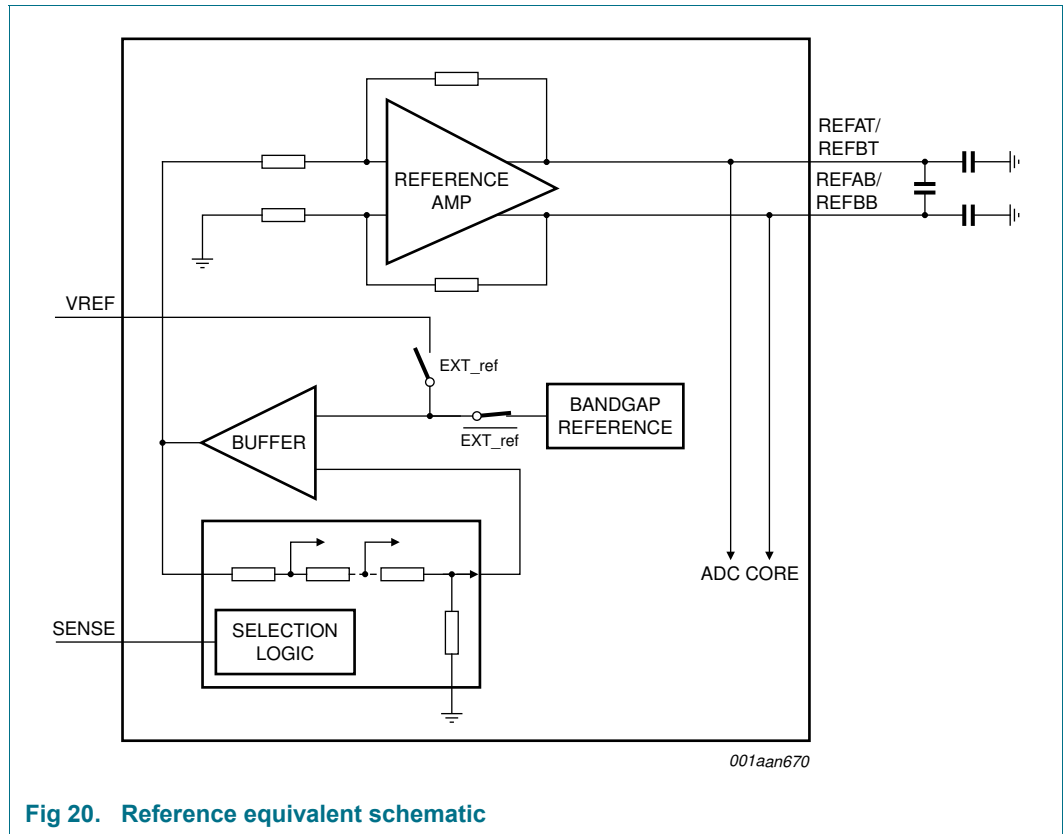 REFAT/
REFBT
REFERENCE
AMP
REFAB/
REFBB
VREF
EXT_ref
BANDGAP
REFERENCE
BUFFER
EXT_ref
ADC CORE
SENSE
SELECTION
LOGIC
001aan670
Fig 20. Reference equivalent schematic